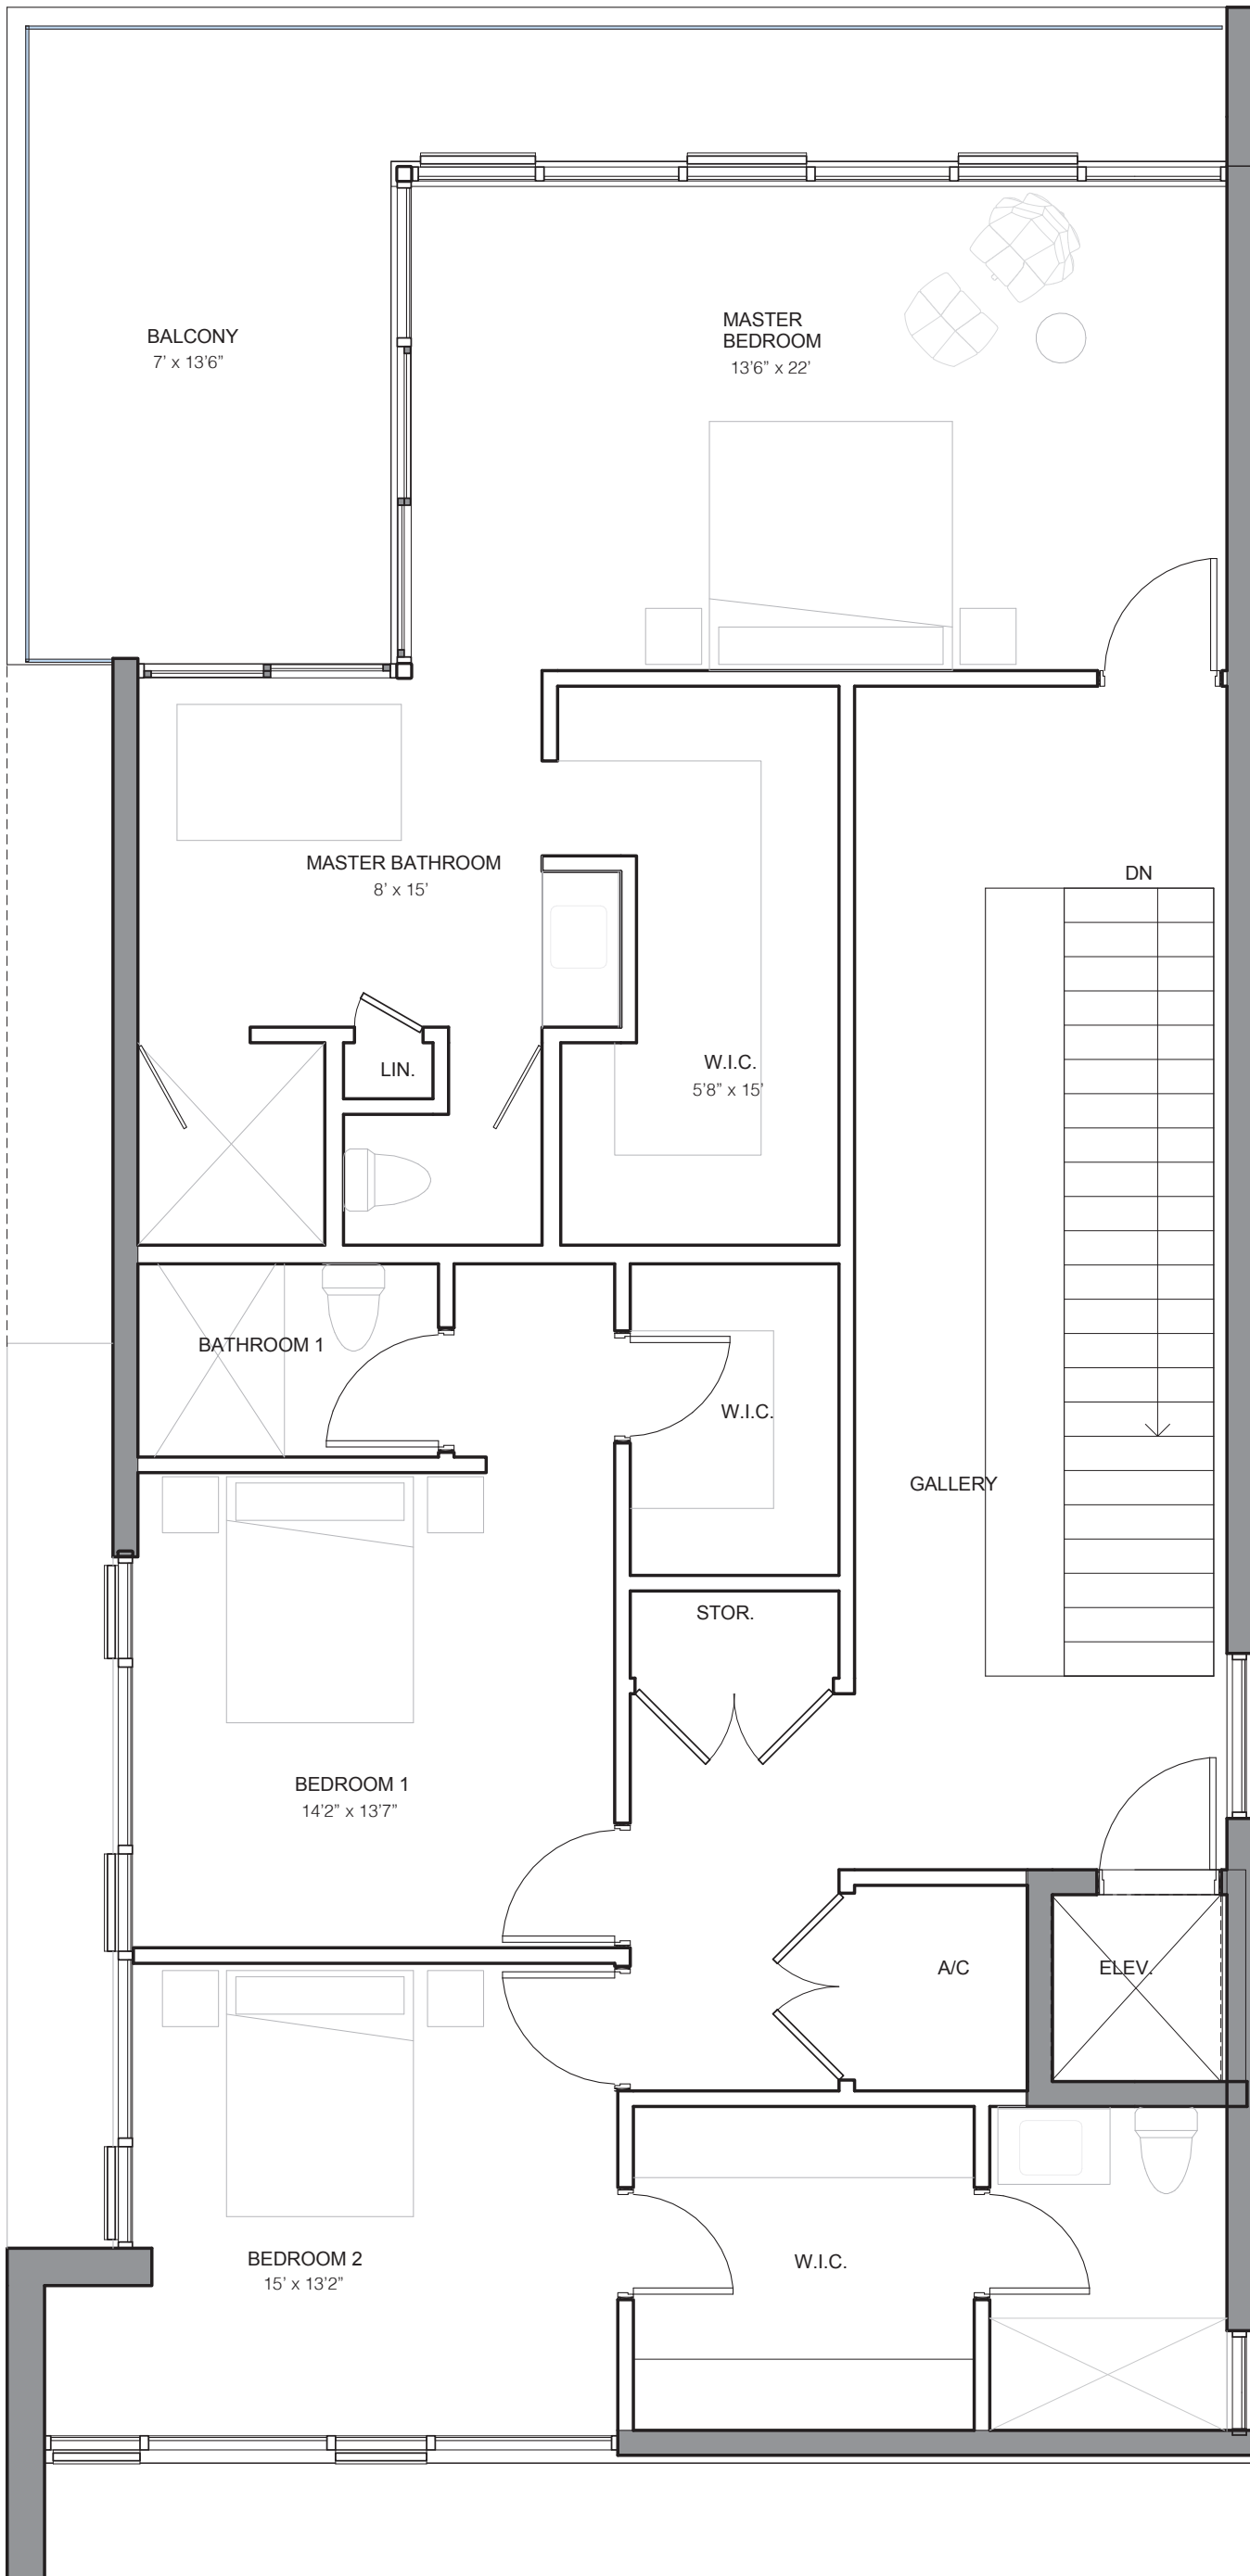 BALCONY
7’ x 13’6”
MASTER
BEDROOM
13’6” x 22’
MASTER BATHROOM
8’ x 15’
DN
LIN.
W.I.C.
5’8” x 15’
BATHROOM 1
W.I.C.
GALLERY
STOR.
BEDROOM 1
14’2” x 13’7”
A/C
ELEV.
BEDROOM 2
15’ x 13’2”
W.I.C.